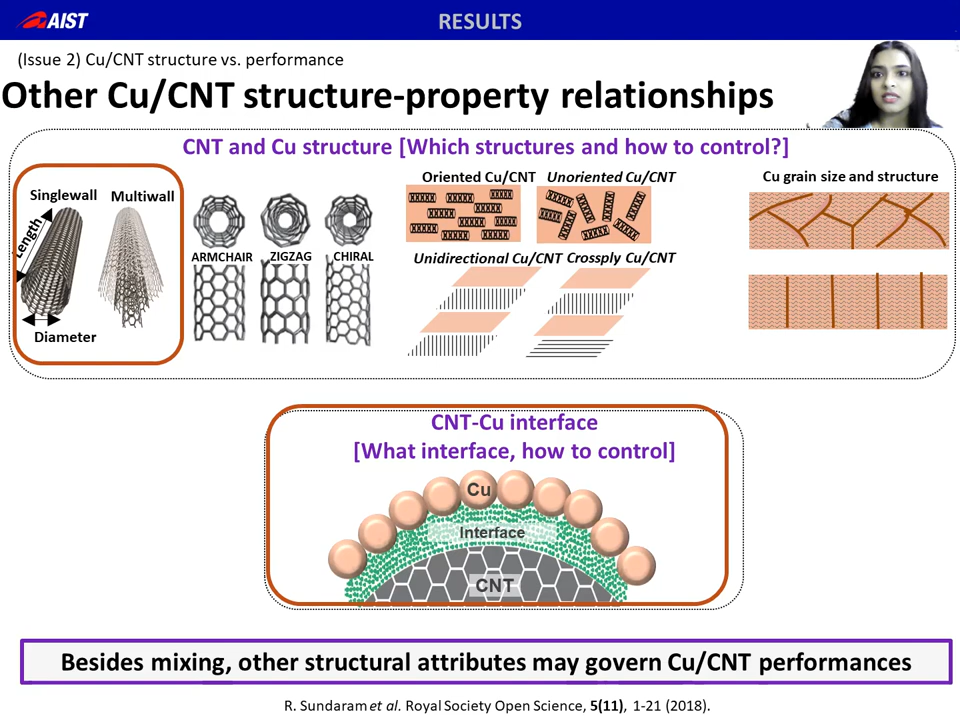 AIST
RESULTS
(Issue 2) Cu/CNT structure vs. performance
Other Cu/CNT structure-property relationships
CNT and Cu structure [Which structures and how to control?]
Singlewall
Multiwall
Length
Diameter
ARMCHAIR
ZIGZAG
CHIRAL
Oriented Cu/CNT
Unoriented Cu/CNT
Unidirectional Cu/CNT
Crossply Cu/CNT
Cu grain size and structure
CNT-Cu interface
[What interface, how to control]
Cu
Interface
CNT
Besides mixing, other structural attributes may govern Cu/CNT performances
R. Sundaram et al. Royal Society Open Science, 5(11), 1-21 (2018).